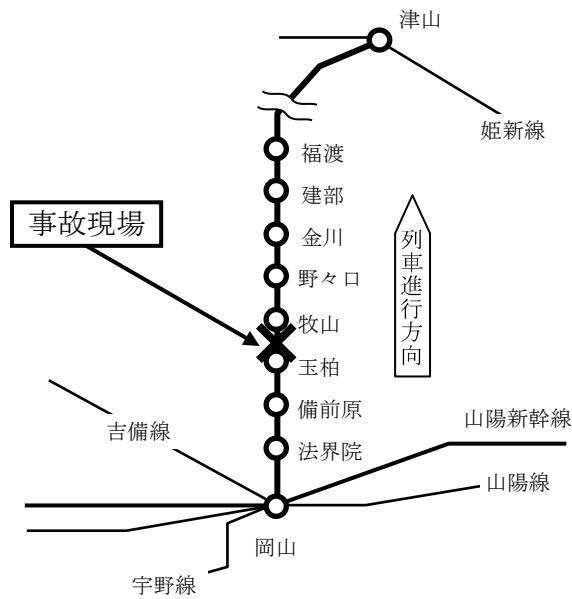 津山
姫新線
福渡
建部
事故現場
金川
列車進行方向
野々口
牧山
玉柏
備前原
山陽新幹線
吉備線
法界院
山陽線
岡山
宇野線